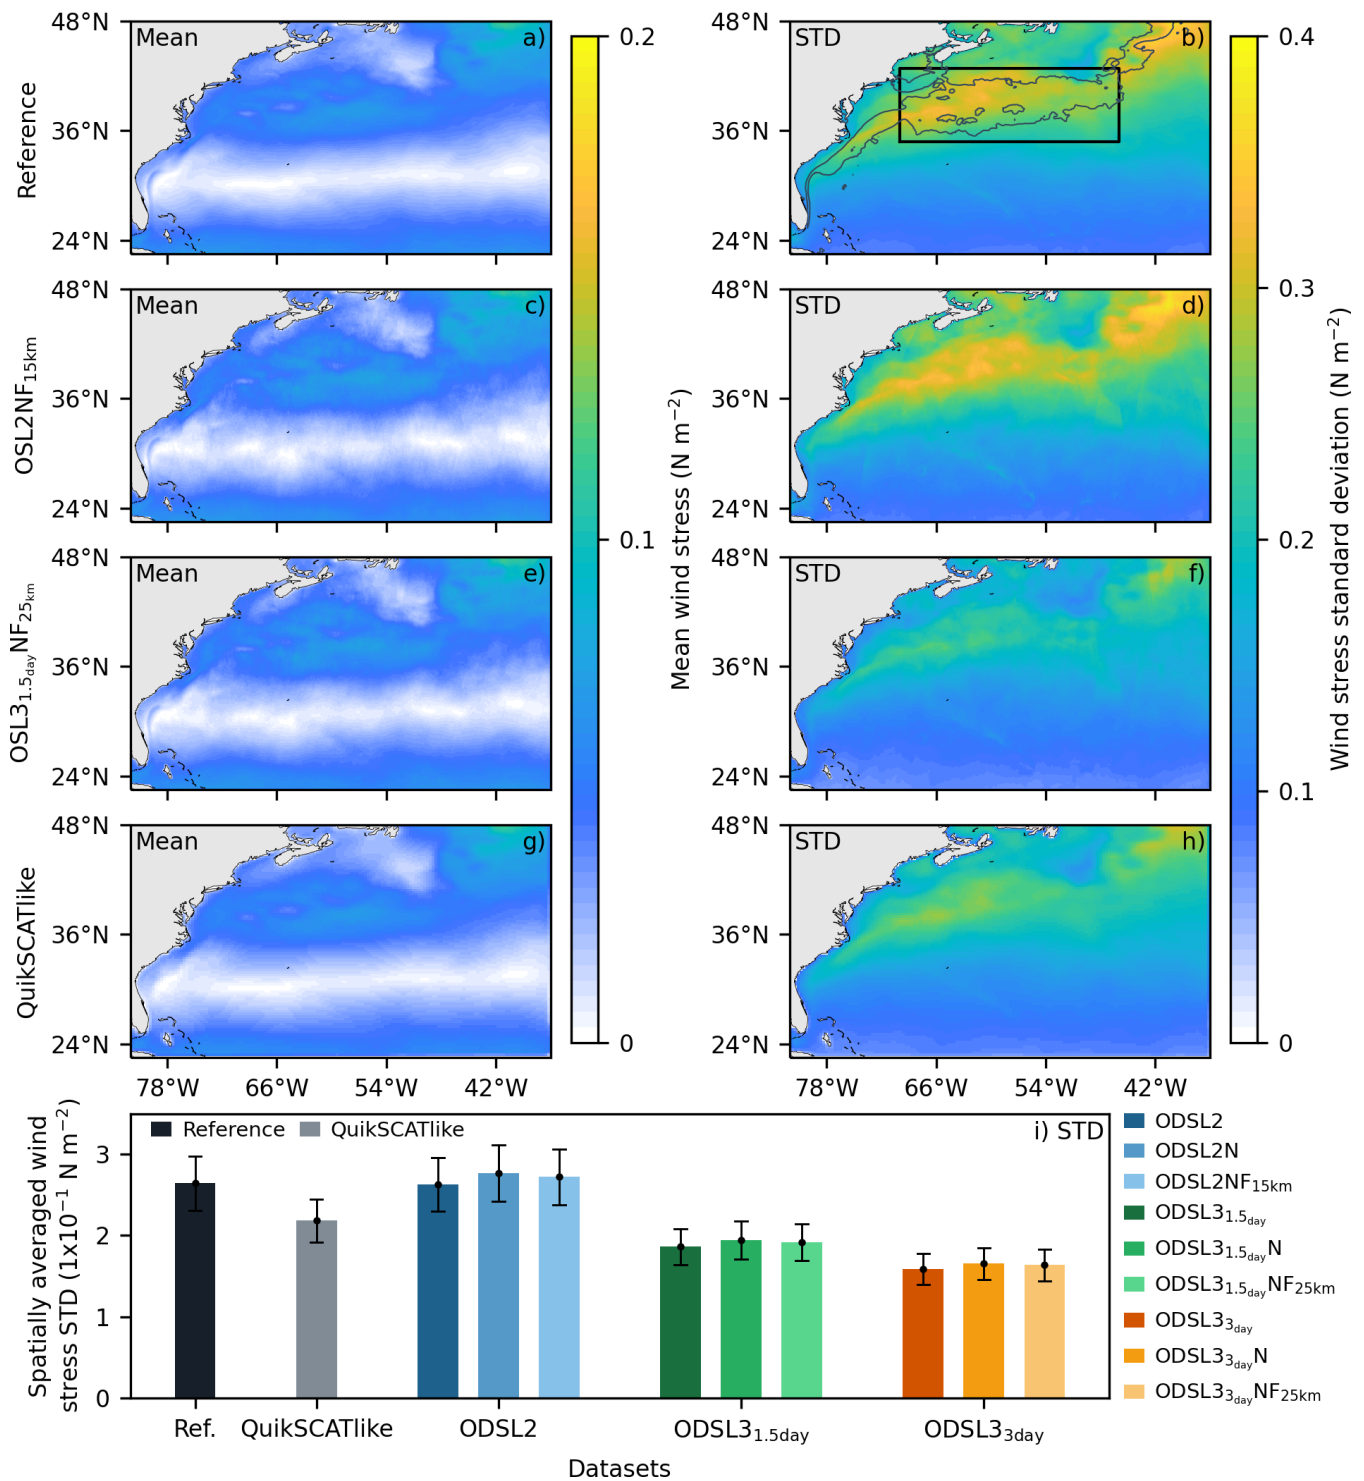 Mean
a)
STD
b)
48°N
36°N
24°N
Reference
0.2
0.4
Mean
c)
STD
d)
48°N
36°N
24°N
OSL2NF15km
0.3
Mean
e)
STD
f)
48°N
36°N
24°N
OSL31.5dayNF25km
0.1
0.2
Mean wind stress (N m−2)
Wind stress standard deviation (N m−2)
Mean
g)
STD
h)
48°N
36°N
24°N
QuikSCATlike
0.1
0
0
78°W 66°W 54°W 42°W
78°W 66°W 54°W 42°W
48°N
36°N
24°N
48°N
36°N
24°N
48°N
36°N
24°N
48°N
36°N
24°N
Spatially averaged wind
stress STD (1x10−1 N m−2)
3
2
1
0
Reference QuikSCATlike
i) STD
Ref. QuikSCATlike ODSL2 ODSL31.5day ODSL33day
Datasets
ODSL2
ODSL2N
ODSL2NF15km
ODSL31.5day
ODSL31.5dayN
ODSL31.5dayNF25km
ODSL33day
ODSL33dayN
ODSL33dayNF25km